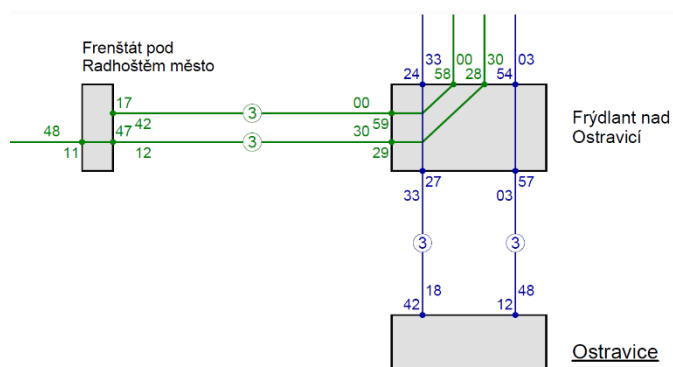 33 00 30 03
24 58 28 54
Frenštát pod
Radhoštěm město
Frýdlant nad
Ostravicí
17 3 00
42 59
48 47 3 30
11 12 29
27 57
33 03
3 3
18 48
42 12
Ostravice